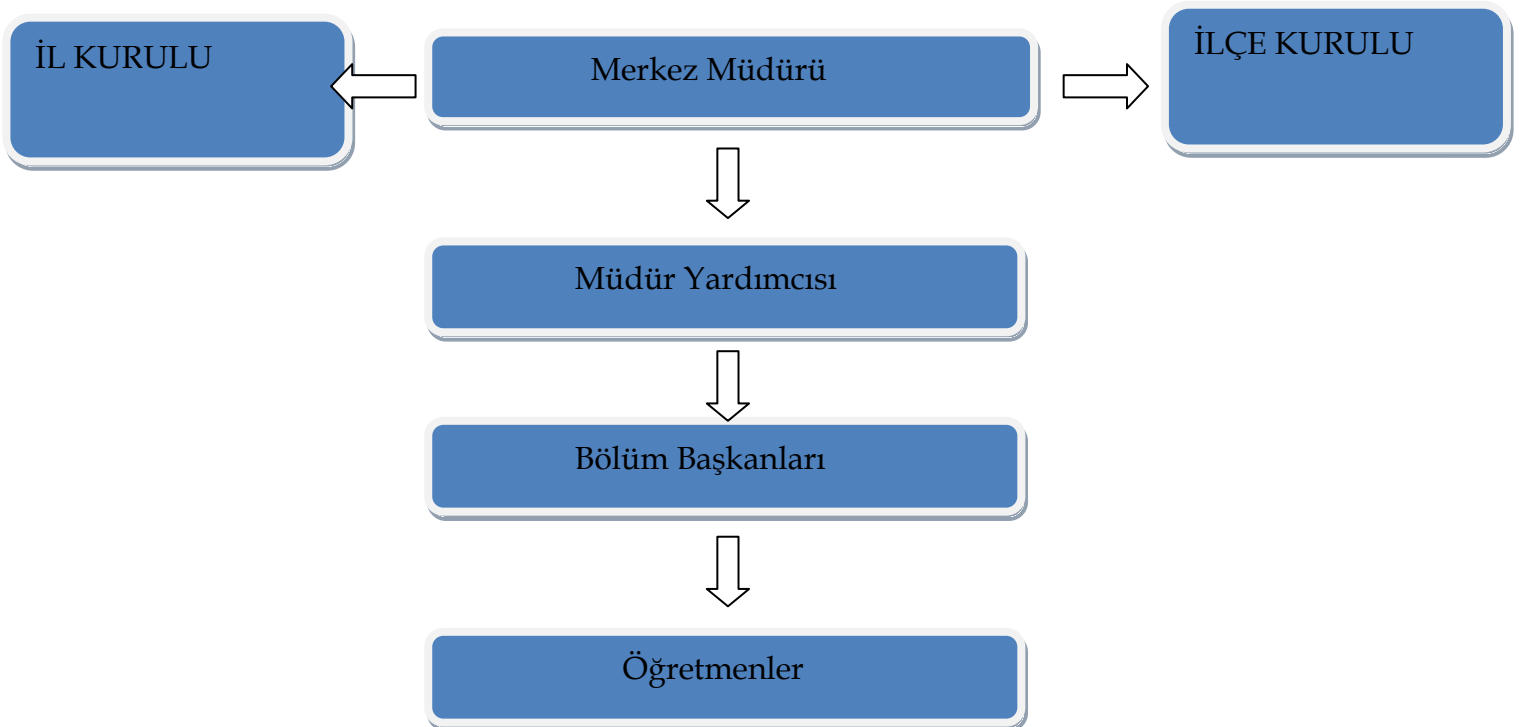 İL KURULU
Merkez Müdürü
İLÇE KURULU
Müdür Yardımcısı
Bölüm Başkanları
Öğretmenler